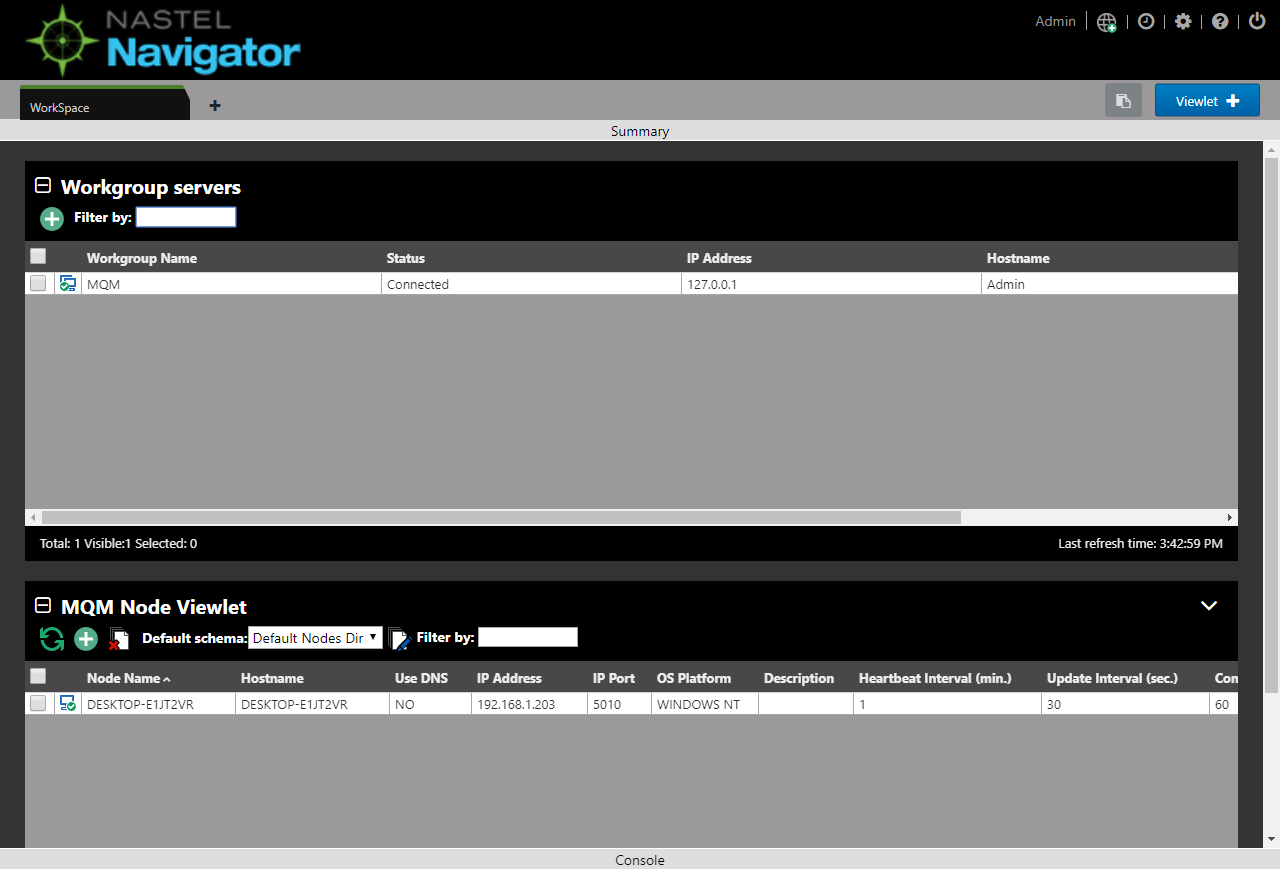 NASTEL
Navigator
Admin
WorkSpace
Viewlet
Summary
Workgroup servers
Filter by:
Workgroup Name Status IP Address Hostname
MQM Connected 127.0.0.1 Admin
Total: 1 Visible:1 Selected: 0 Last refresh time: 3:42:59 PM
MQM Node Viewlet
Default schema: Default Nodes Dir Filter by:
Node Name Hostname Use DNS IP Address IP Port OS Platform Description Heartbeat Interval (min.) Update Interval (sec.) Con
DESKTOP-E1JT2VR DESKTOP-E1JT2VR NO 192.168.1.203 5010 WINDOWS NT 1 30 60
Console